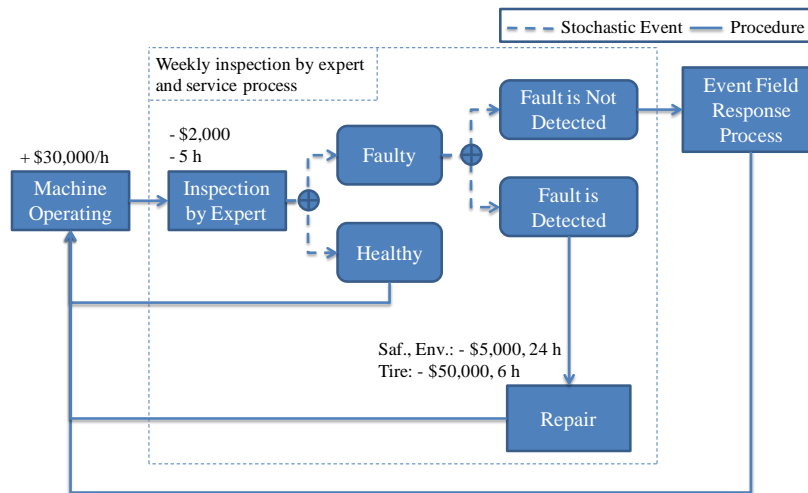 Stochastic Event
Procedure
Weekly inspection by expert
and service process
Fault is Not
Detected
Event Field
Response
Process
- $2,000
- 5 h
+ $30,000/h
Faulty
Machine
Operating
Inspection
by Expert
Fault is
Detected
Healthy
Saf., Env.: - $5,000, 24 h
Tire: - $50,000, 6 h
Repair